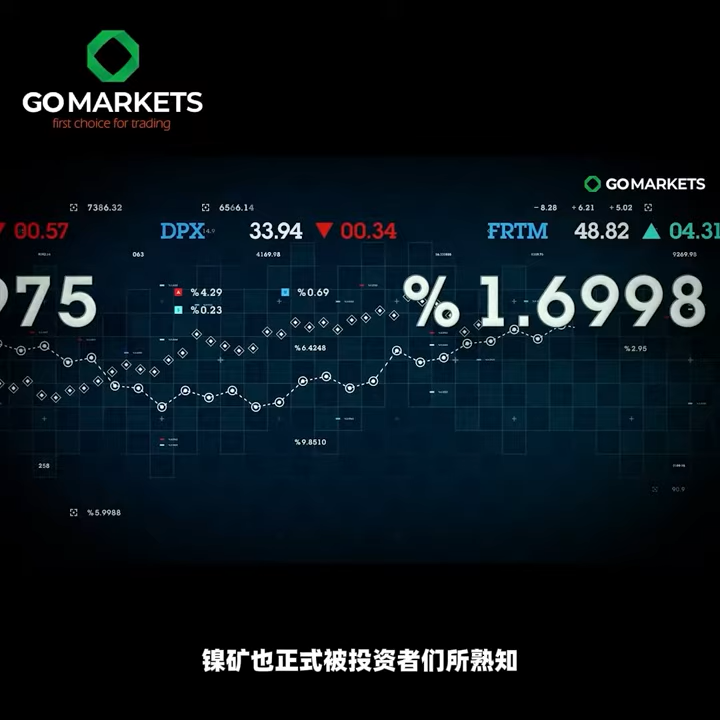 GO MARKETS
first choice for trading
GO MARKETS
7386.32
6566.14
- 8.28 + 6.21 + 5.02
00.57 DPX 33.94 00.34 FRTM 48.82 04.31
063
4169.98
9269.98
975 %1.6998
%4.29 %0.69
%0.23
%6.4248
%2.95
%9.8510
258
90.9
%5.9988
镍矿也正式被投资者们所熟知